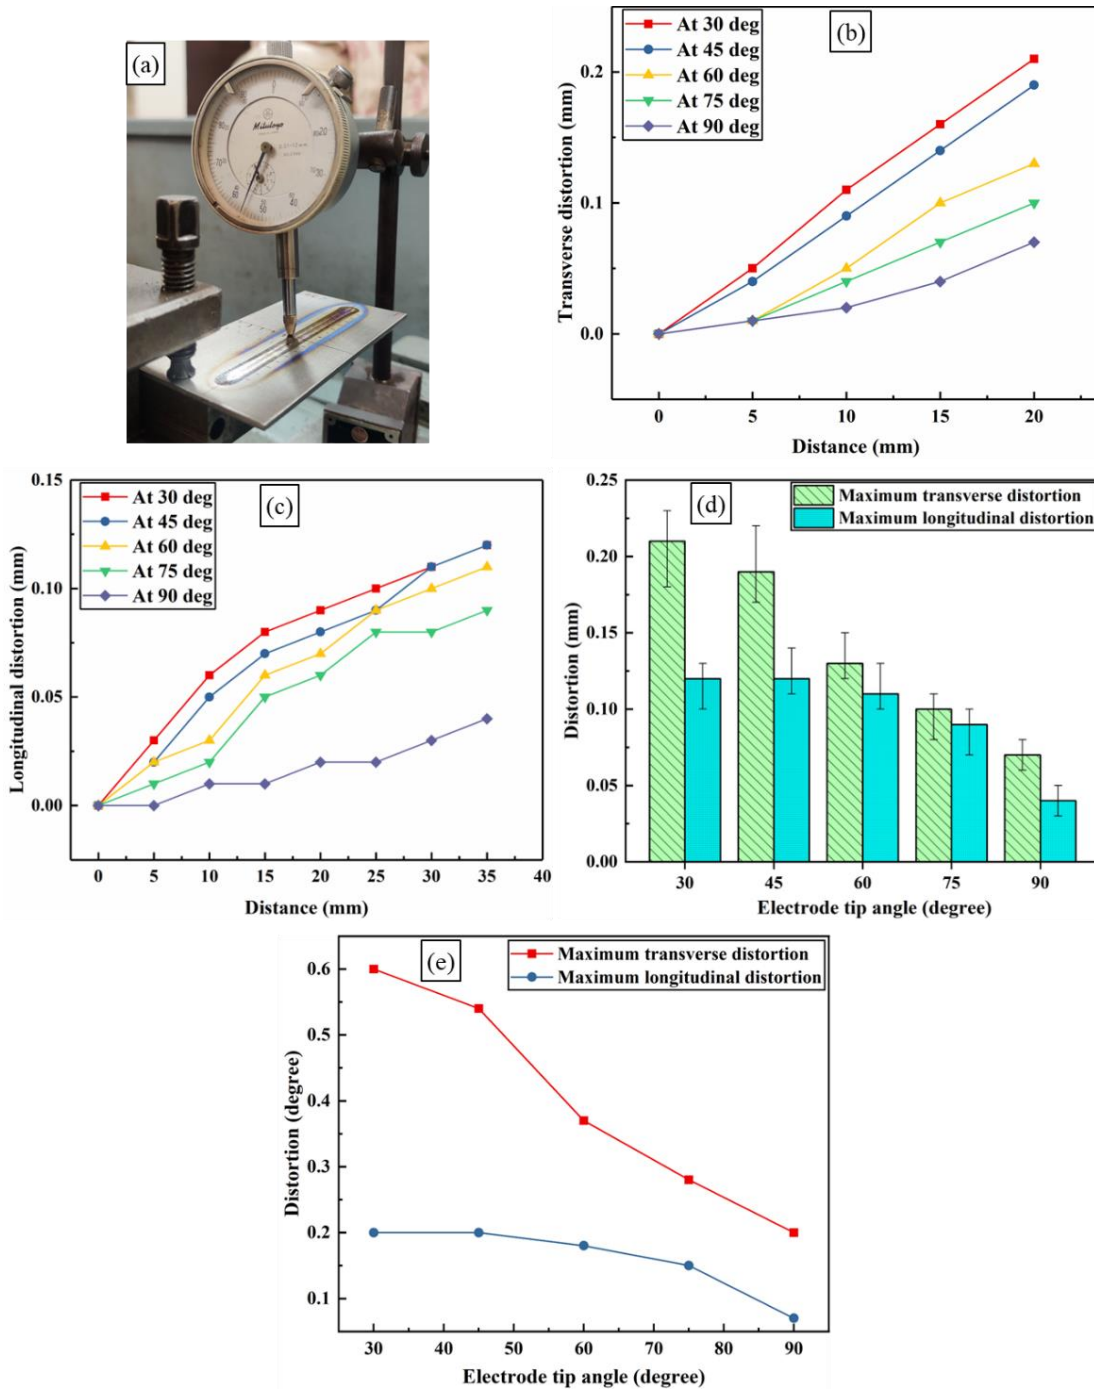 (a)
Mitutoyo
(b)
At 30 deg
At 45 deg
At 60 deg
At 75 deg
At 90 deg
0.2
0.1
0.0
Transverse distortion (mm)
0 5 10 15 20
Distance (mm)
(c)
At 30 deg
At 45 deg
At 60 deg
At 75 deg
At 90 deg
0.15
0.10
0.05
0.00
Longitudinal distortion (mm)
0 5 10 15 20 25 30 35 40
Distance (mm)
(d)
Maximum transverse distortion
Maximum longitudinal distortion
0.25
0.20
0.15
0.10
0.05
0.00
Distortion (mm)
30 45 60 75 90
Electrode tip angle (degree)
(e)
Maximum transverse distortion
Maximum longitudinal distortion
0.6
0.5
0.4
0.3
0.2
0.1
Distortion (degree)
30 40 50 60 70 80 90
Electrode tip angle (degree)